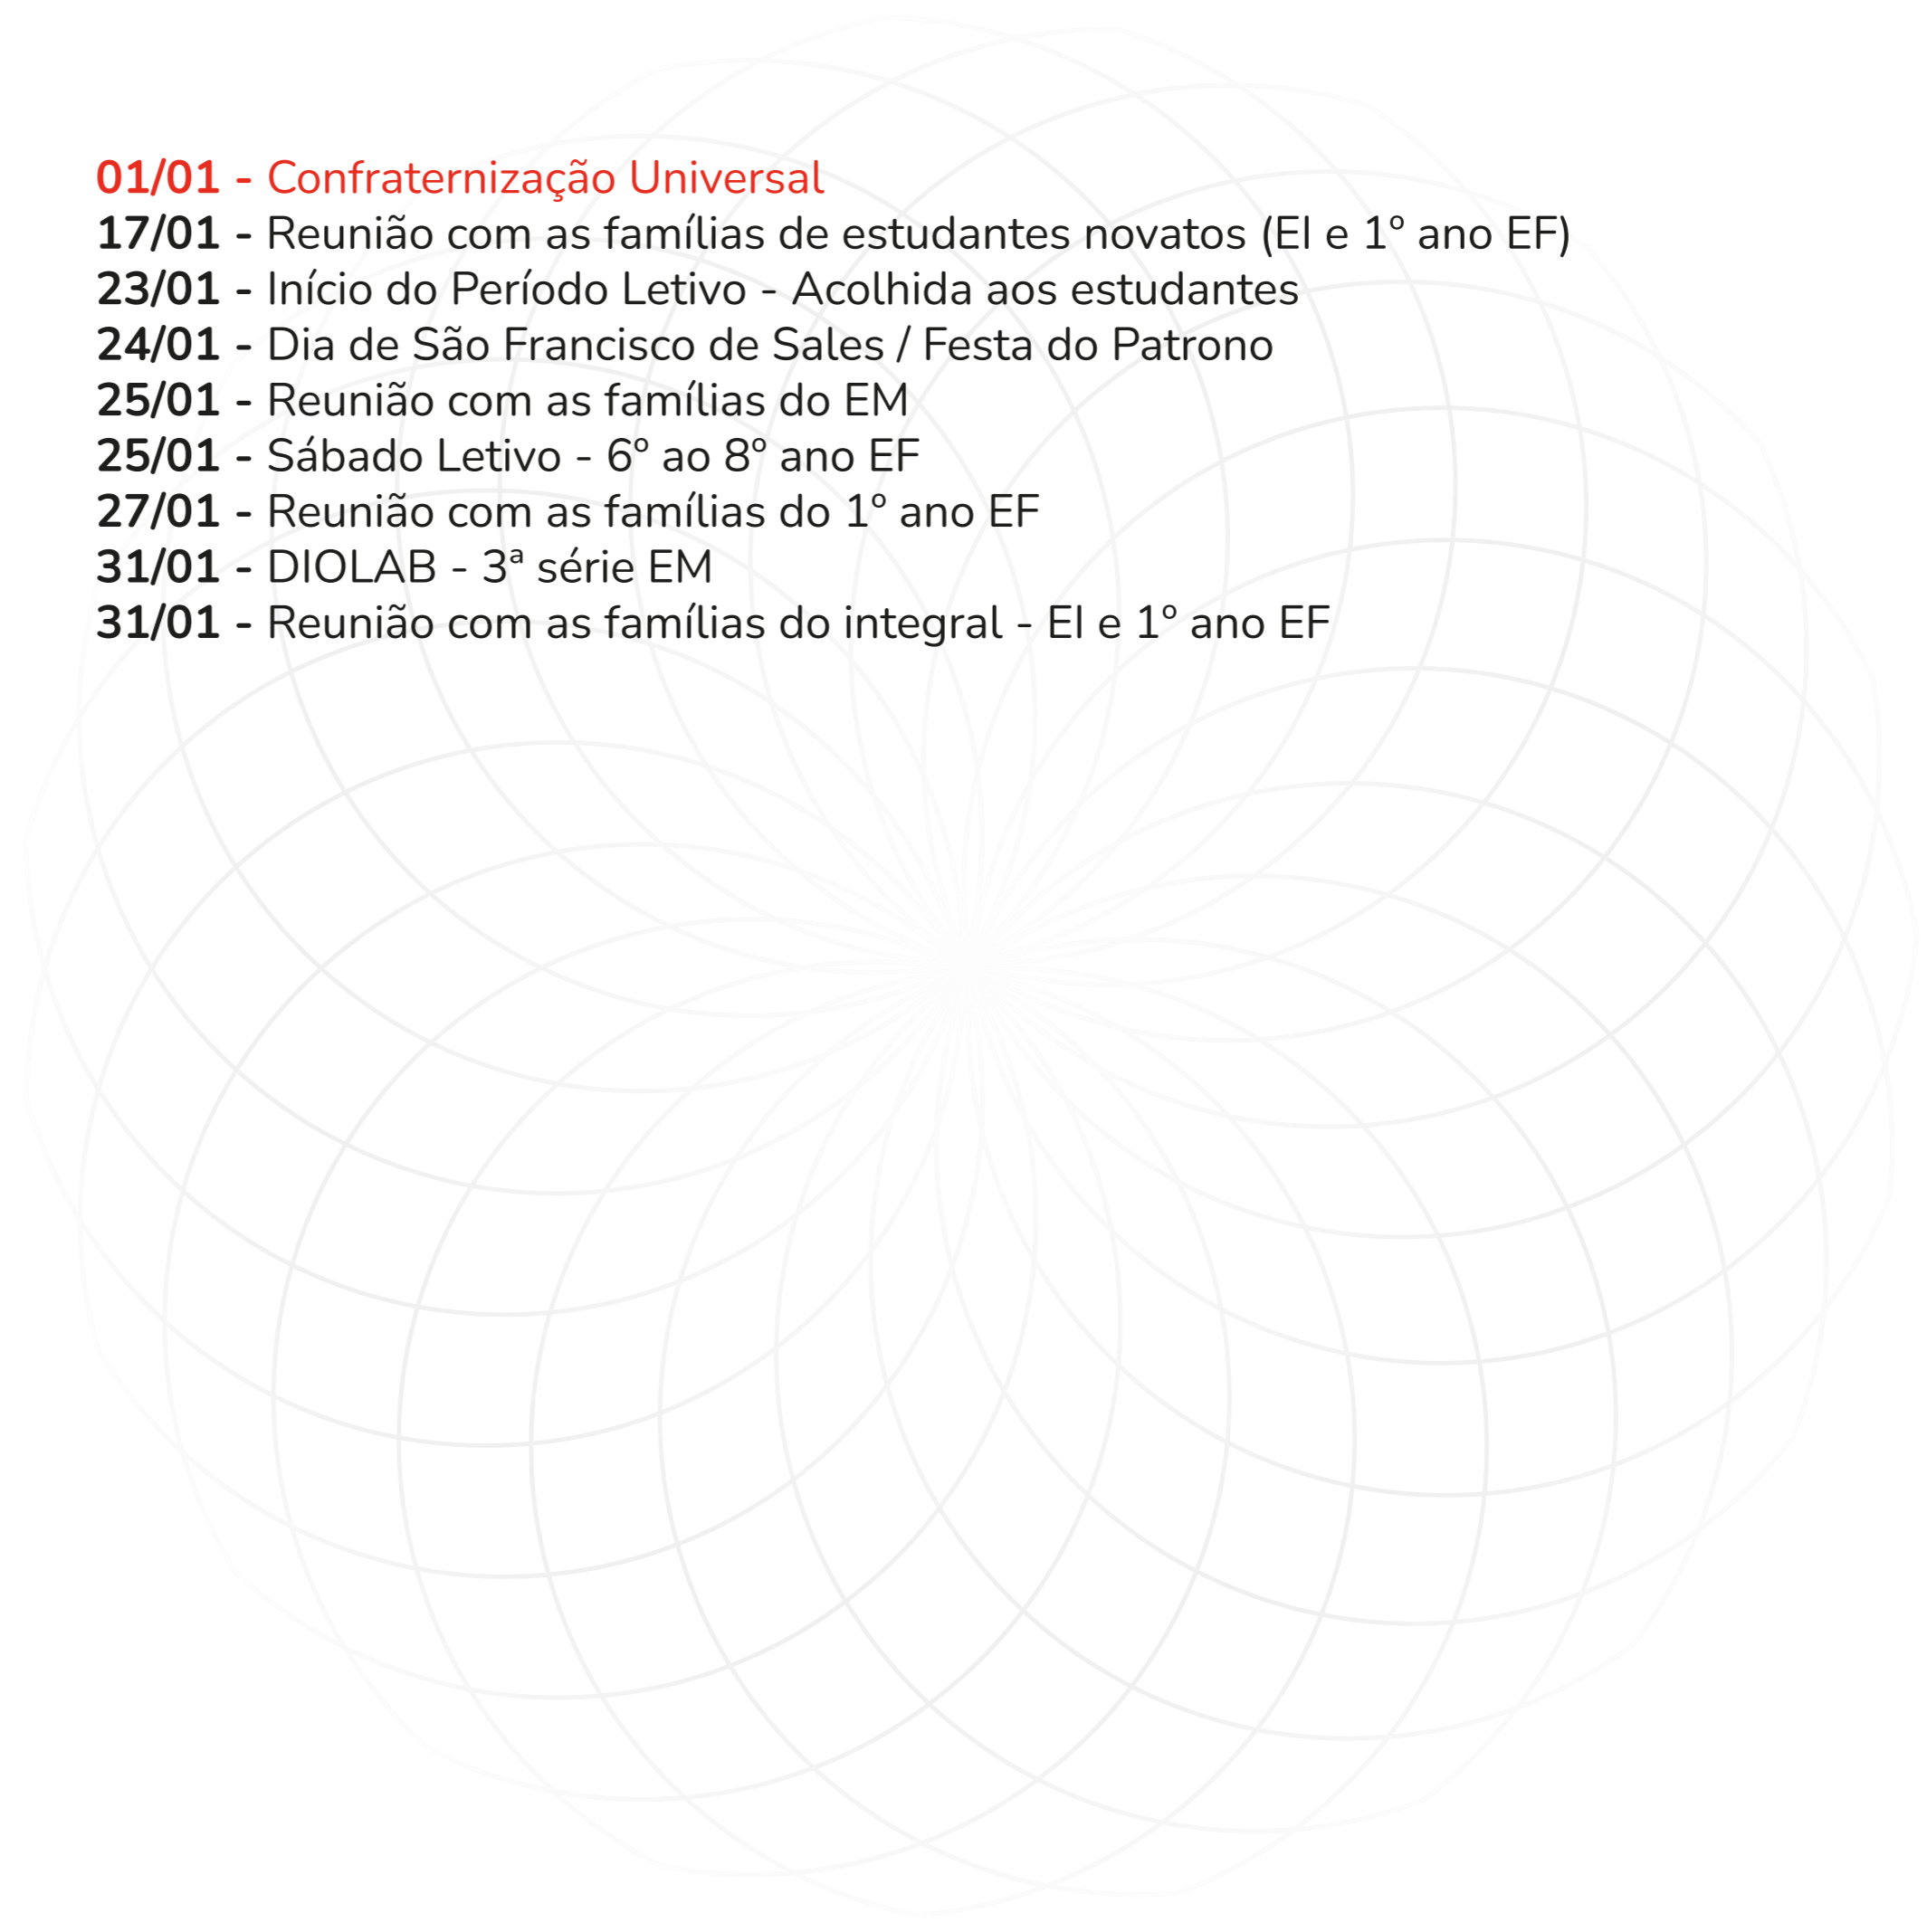 01/01 - Confraternização Universal
17/01 - Reunião com as famílias de estudantes novatos (EI e 1º ano EF)
23/01 - Início do Período Letivo - Acolhida aos estudantes
24/01 - Dia de São Francisco de Sales / Festa do Patrono
25/01 - Reunião com as famílias do EM
25/01 - Sábado Letivo - 6º ao 8º ano EF
27/01 - Reunião com as famílias do 1º ano EF
31/01 - DIOLAB - 3ª série EM
31/01 - Reunião com as famílias do integral - EI e 1º ano EF